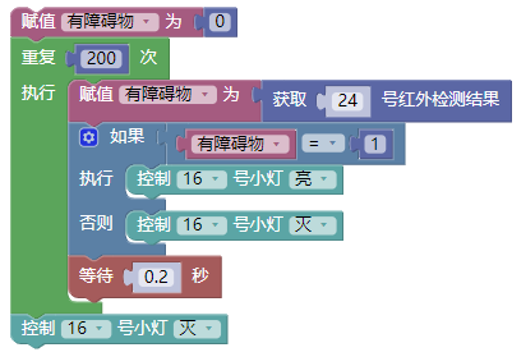 赋值 有障碍物 为 0
重复 200 次
执行 赋值 有障碍物 为 获取 24 号红外检测结果
如果 有障碍物 = 1
执行 控制 16 号小灯 亮
否则 控制 16 号小灯 灭
等待 0.2 秒
控制 16 号小灯 灭